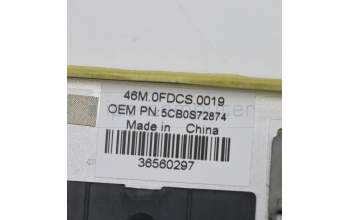 46M.0FDCS.0019
OEM PN:5CB0S72874
Made in China
36560297